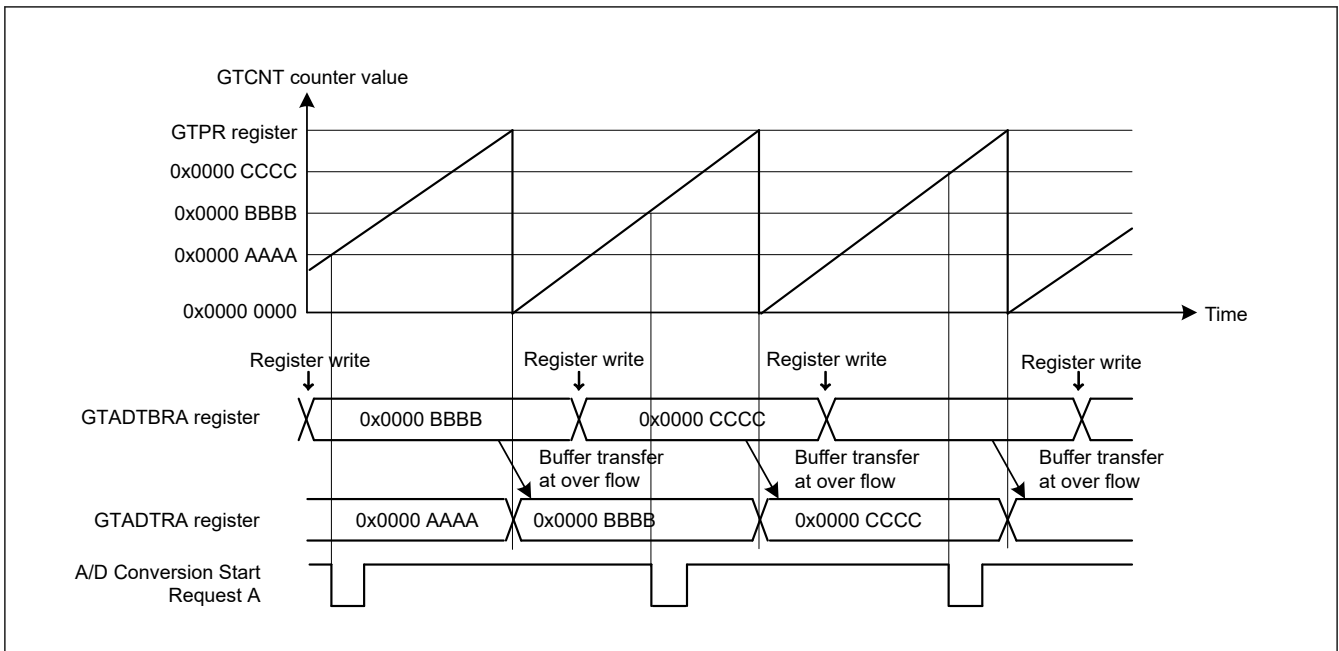 GTCNT counter value
GTPR register
0x0000 CCCC
0x0000 BBBB
0x0000 AAAA
0x0000 0000
Time
Register write
Register write
Register write
Register write
GTADTBRA register
0x0000 BBBB
0x0000 CCCC
Buffer transfer
at over flow
Buffer transfer
at over flow
Buffer transfer
at over flow
GTADTRA register
0x0000 AAAA
0x0000 BBBB
0x0000 CCCC
A/D Conversion Start
Request A